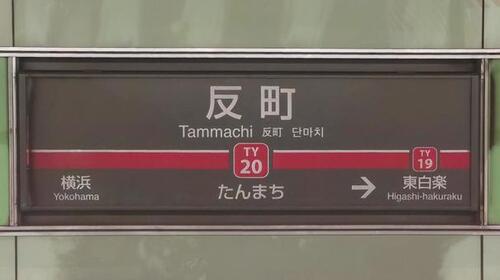 反町
Tammachi 反町 단마치
TY
20
TY
19
横浜
Yokohama
たんまち
→
東白楽
Higashi-hakuraku